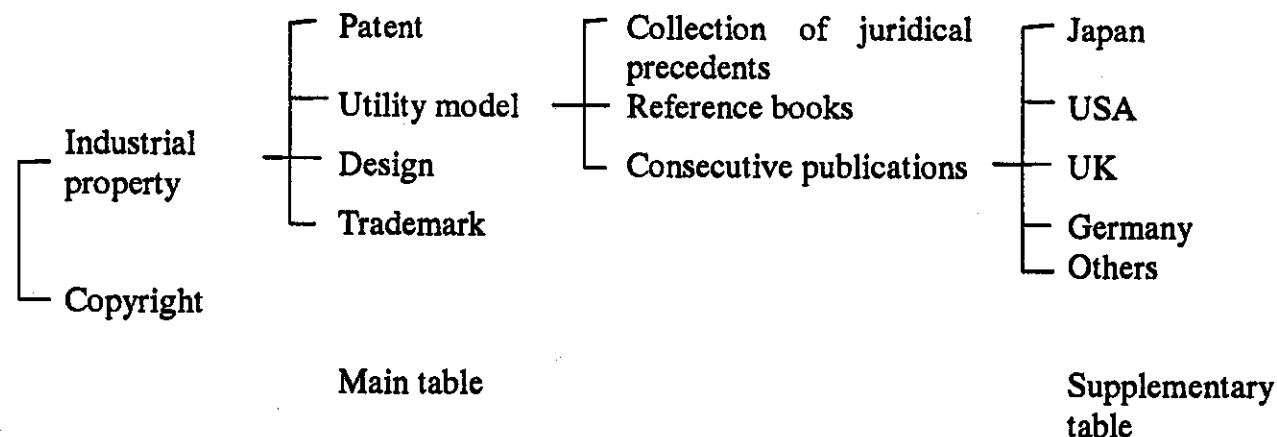 Industrial
property
Copyright
Patent
Utility model
Design
Trademark
Collection of juridical
precedents
Reference books
Consecutive publications
Japan
USA
UK
Germany
Others
Main table
Supplementary
table